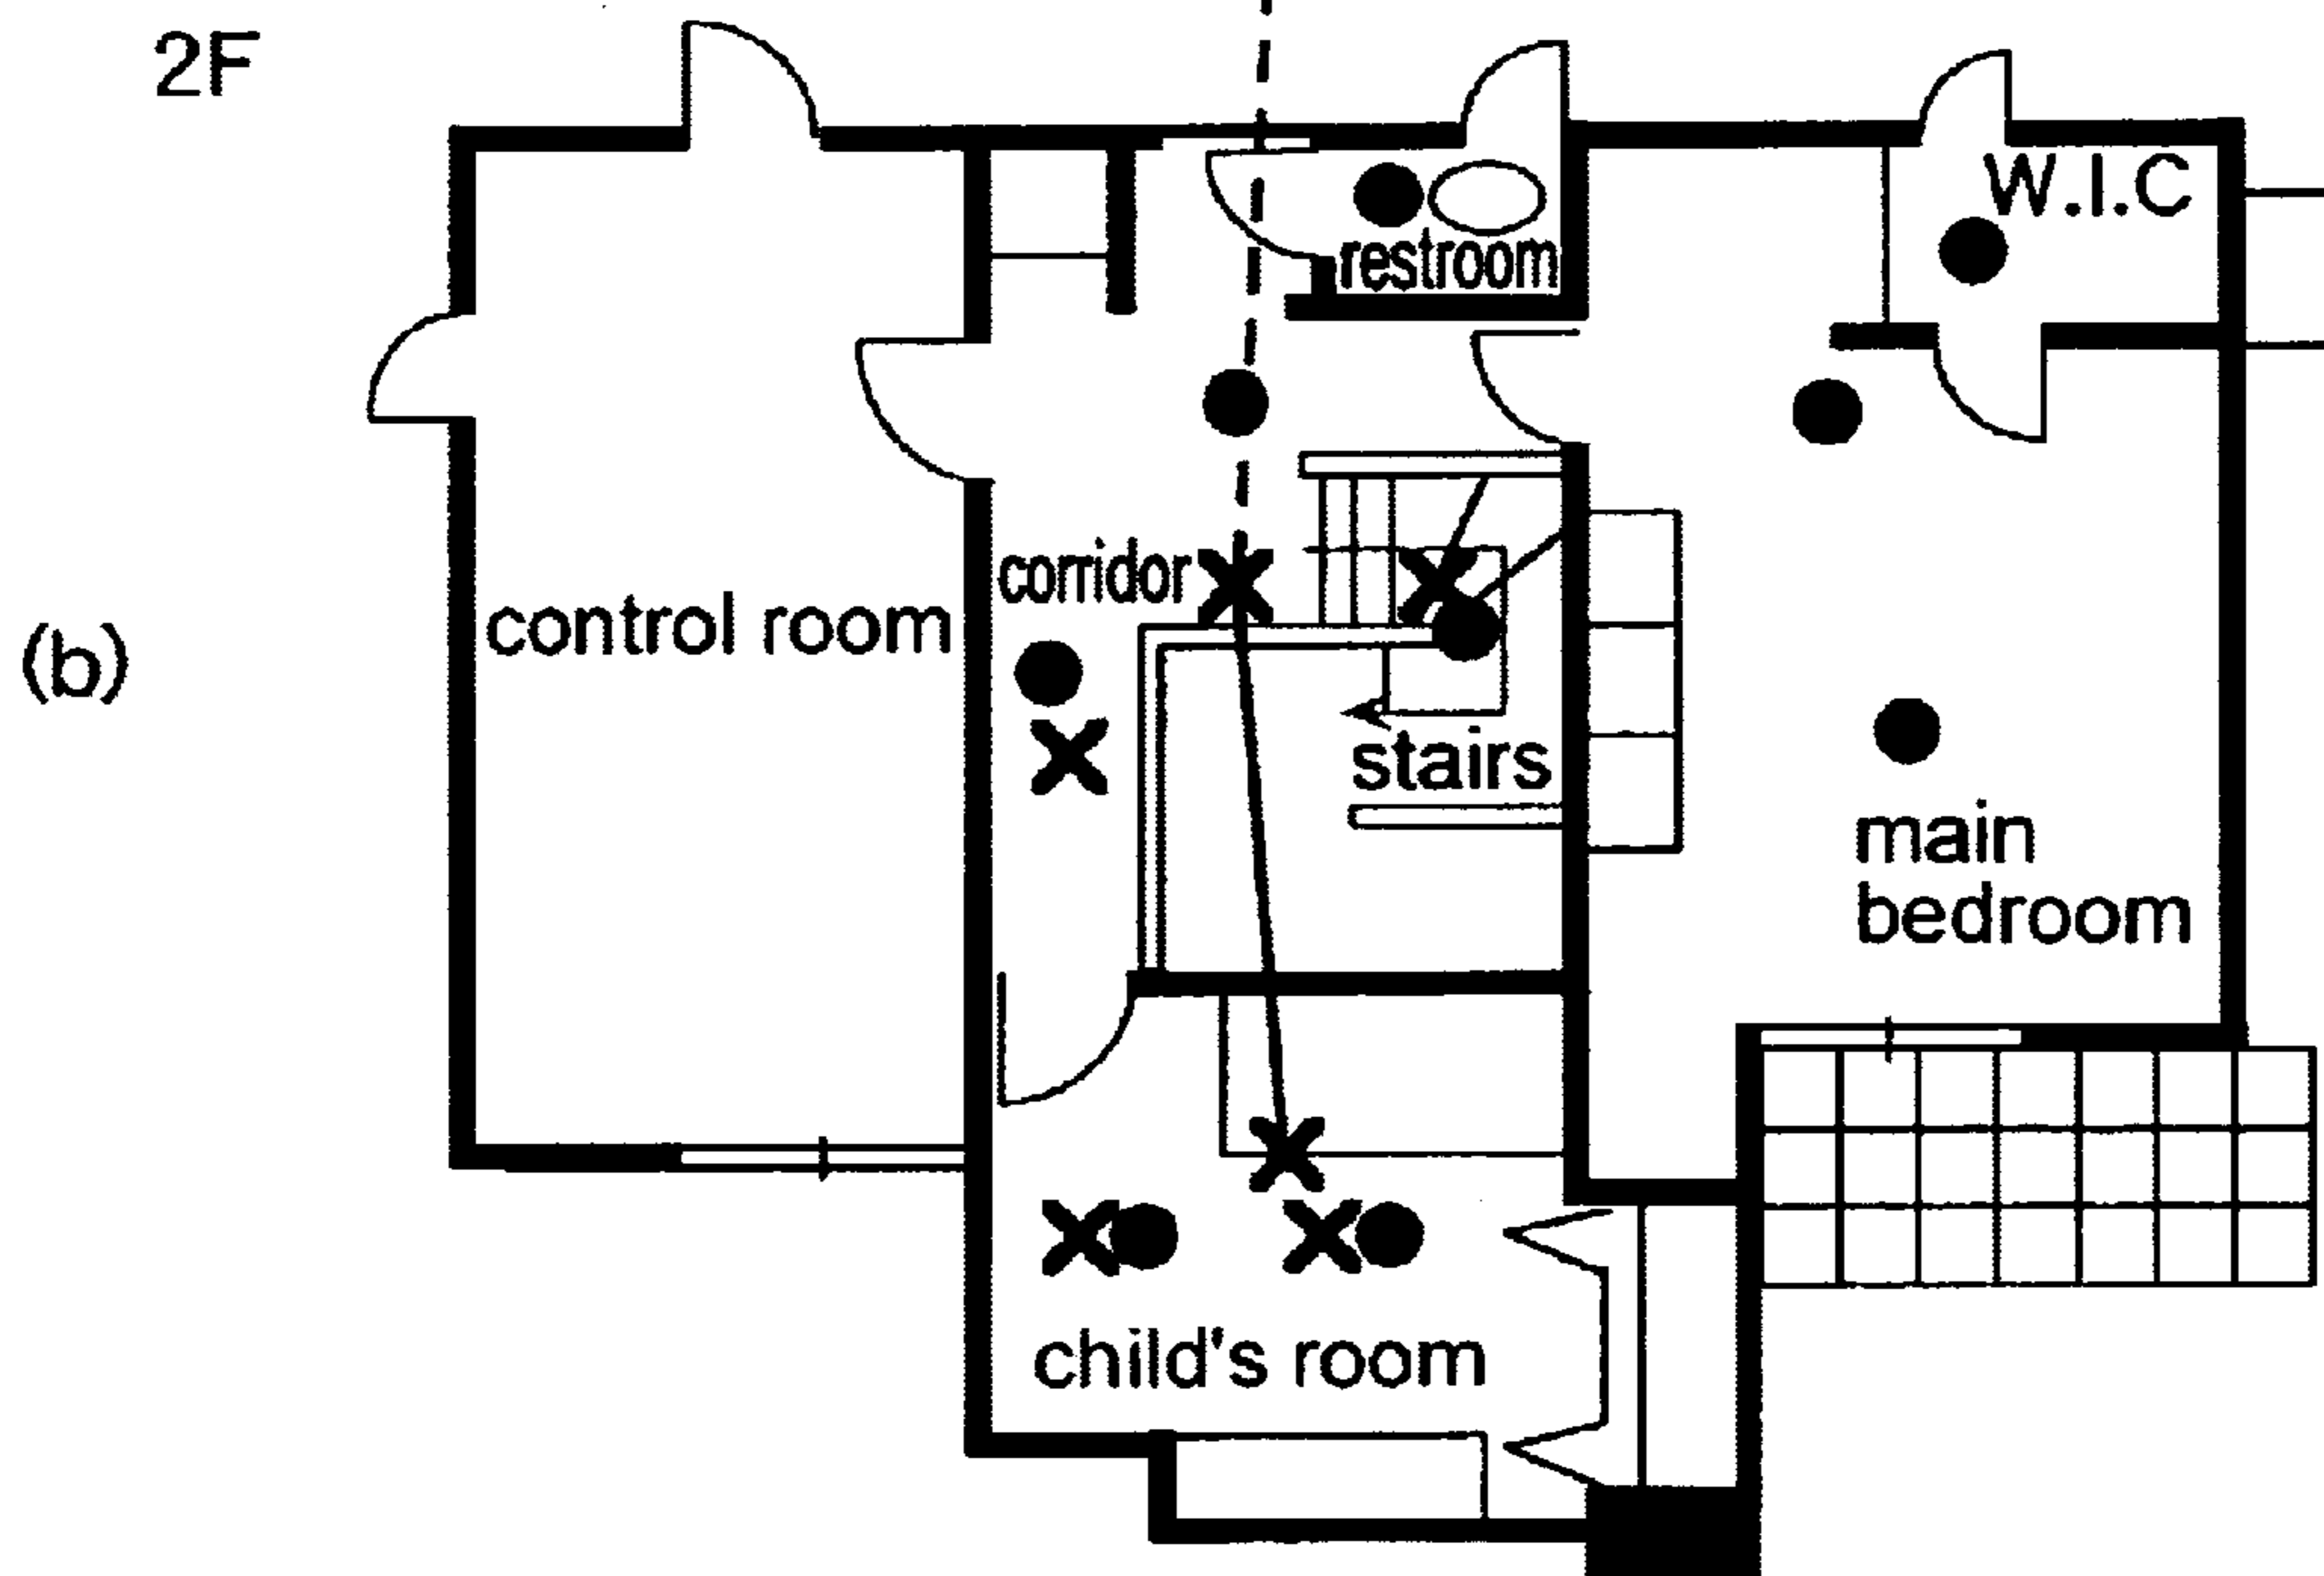 2F
W.I.C
restroom
corridor
control room
(b)
stairs
main
bedroom
child's room